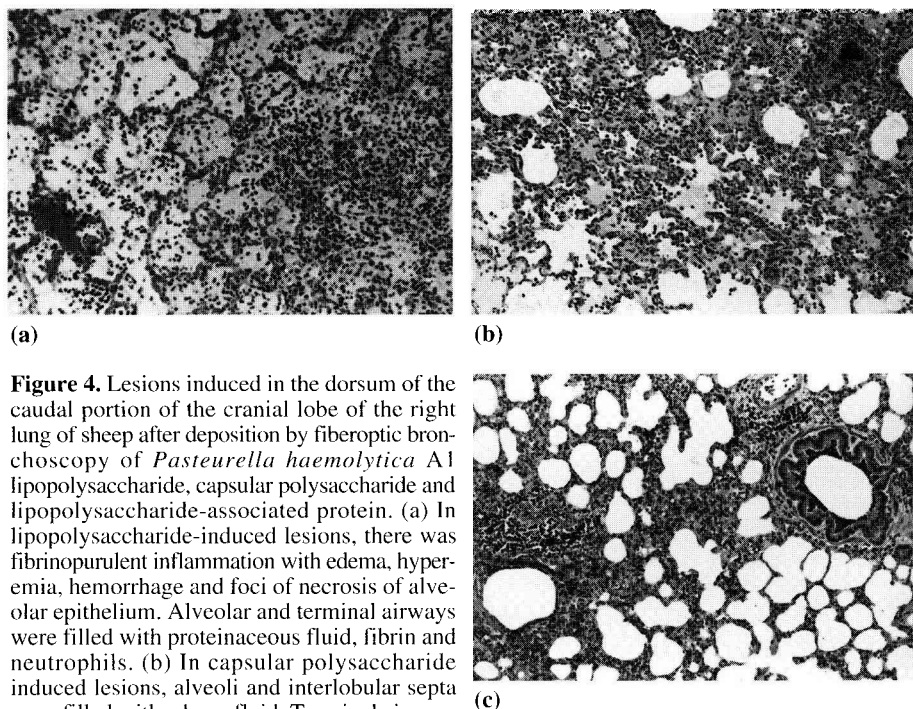 (a)
(b)
Figure 4. Lesions induced in the dorsum of the
caudal portion of the cranial lobe of the right
lung of sheep after deposition by fiberoptic bron-
choscopy of Pasteurella haemolytica A1
lipopolysaccharide, capsular polysaccharide and
lipopolysaccharide-associated protein. (a) In
lipopolysaccharide-induced lesions, there was
fibrinopurulent inflammation with edema, hyper-
emia, hemorrhage and foci of necrosis of alve-
olar epithelium. Alveolar and terminal airways
were filled with proteinaceous fluid, fibrin and
neutrophils. (b) In capsular polysaccharide
induced lesions, alveoli and interlobular septa
(c)